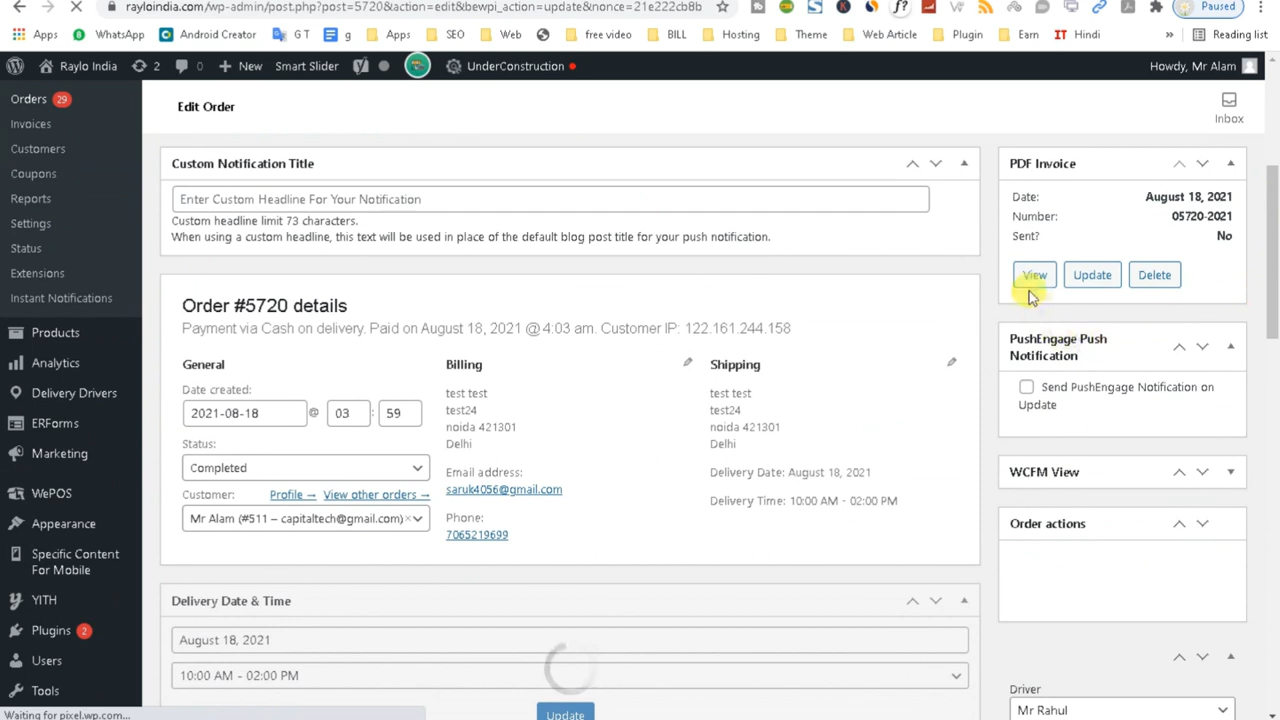 rayloindia.com/wp-admin/post.php?post=5720&action=edit&bewpi_action=update&nonce=21e222cb8b
Paused
Apps WhatsApp Android Creator G T g Apps SEO Web free video BILL Hosting Theme Web Article Plugin Earn IT Hindi » Reading list
Raylo India 2 New Smart Slider UnderConstruction Howdy, Mr Alam
Orders 29
Invoices
Customers
Coupons
Reports
Settings
Status
Extensions
Instant Notifications
Products
Analytics
Delivery Drivers
ERForms
Marketing
WePOS
Appearance
Specific Content
For Mobile
YITH
Plugins 2
Users
Tools
Waiting for pixel.wp.com...
Edit Order
Inbox
Custom Notification Title
Enter Custom Headline For Your Notification
Custom headline limit 73 characters.
When using a custom headline, this text will be used in place of the default blog post title for your push notification.
Order #5720 details
Payment via Cash on delivery. Paid on August 18, 2021 @ 4:03 am. Customer IP: 122.161.244.158
General
Date created:
2021-08-18 @ 03 : 59
Status:
Completed
Customer: Profile → View other orders →
Mr Alam (#511 – capitaltech@gmail.com) ×
Billing
test test
test24
noida 421301
Delhi
Email address:
saruk4056@gmail.com
Phone:
7065219699
Shipping
test test
test24
noida 421301
Delhi
Delivery Date: August 18, 2021
Delivery Time: 10:00 AM - 02:00 PM
Delivery Date & Time
August 18, 2021
10:00 AM - 02:00 PM
Update
PDF Invoice
Date: August 18, 2021
Number: 05720-2021
Sent? No
View Update Delete
PushEngage Push
Notification
Send PushEngage Notification on
Update
WCFM View
Order actions
Driver
Mr Rahul